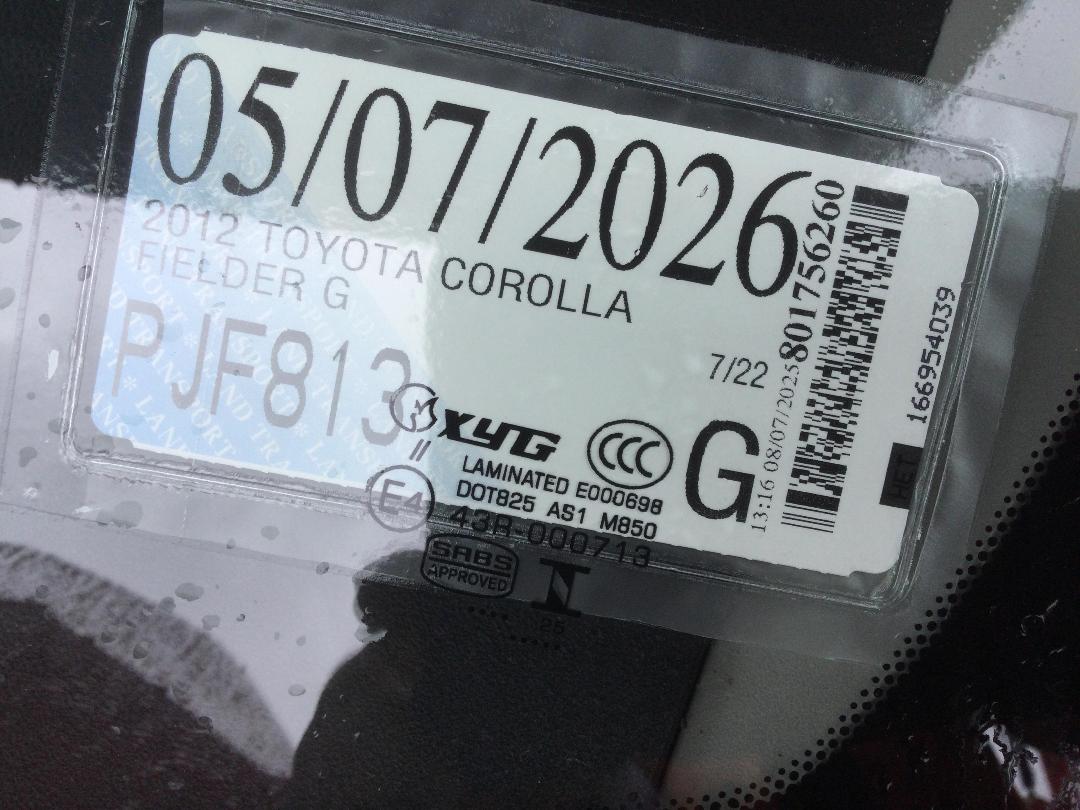 05/07/2026
2012 TOYOTA COROLLA
FIELDER G
PJF813
7/22
G
13:16 08/07/2025 801756260
166954039
XYG
CCC
LAMINATED E000698
DOT825 AS1 M850
E4
43R-000713
SABS
APPROVED
26